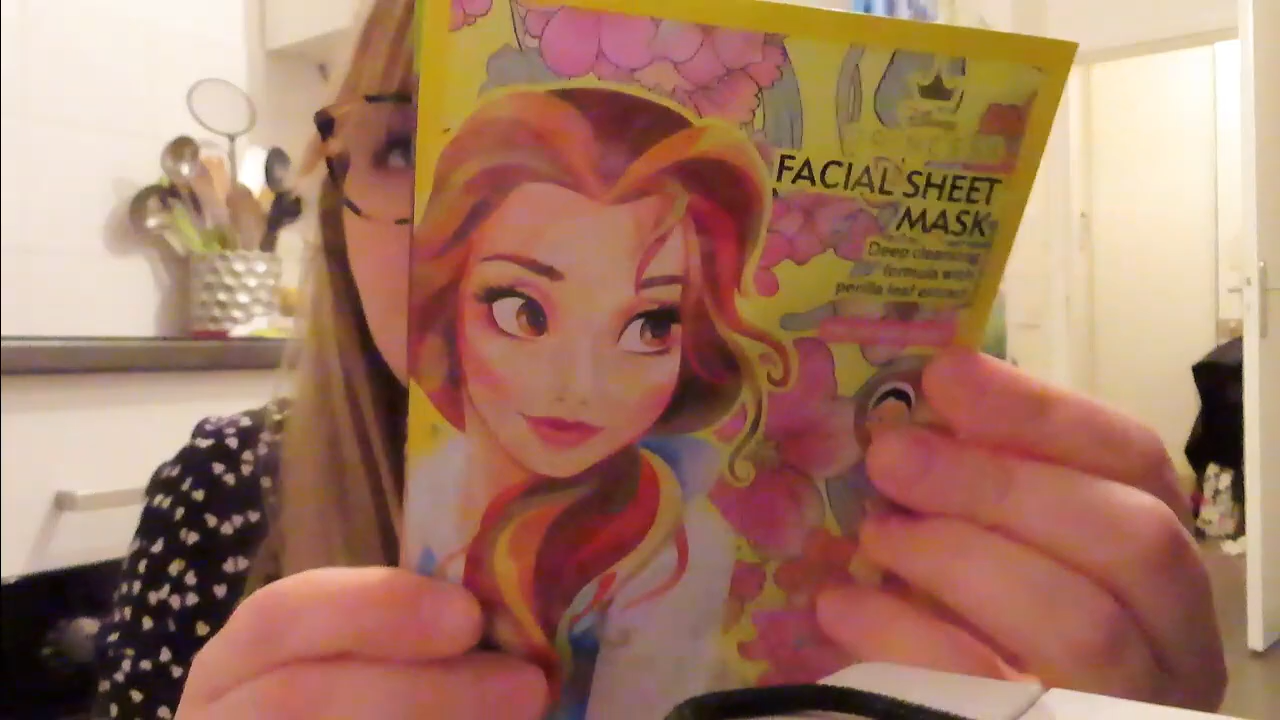 FACIAL SHEET
MASK
Deep cleansing
formula with
perilla leaf extract